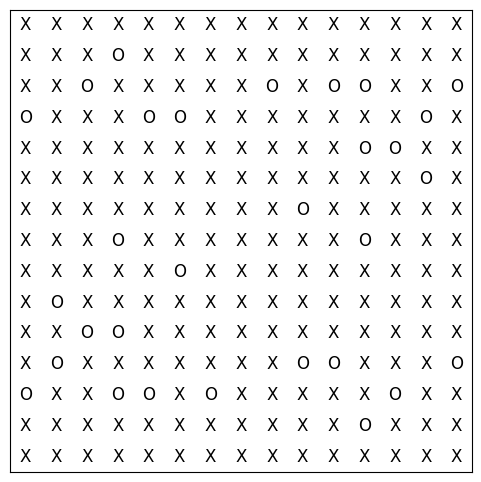 X X X X X X X X X X X X X X X
X X X O X X X X X X X X X X X
X X O X X X X X O X O O X X O
O X X X O O X X X X X X X O X
X X X X X X X X X X X O O X X
X X X X X X X X X X X X X O X
X X X X X X X X X O X X X X X
X X X O X X X X X X X O X X X
X X X X X O X X X X X X X X X
X O X X X X X X X X X X X X X
X X O O X X X X X X X X X X X
X O X X X X X X X O O X X X O
O X X O O X O X X X X X O X X
X X X X X X X X X X X O X X X
X X X X X X X X X X X X X X X